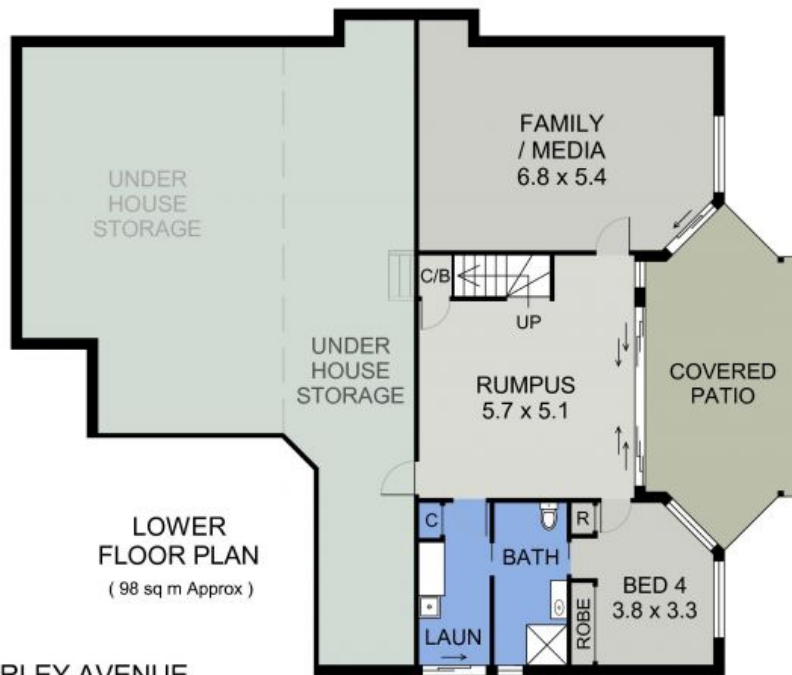 FAMILY
/ MEDIA
6.8 x 5.4
UNDER
HOUSE
STORAGE
C/B
UP
UNDER
HOUSE
STORAGE
RUMPUS
5.7 x 5.1
COVERED
PATIO
LOWER
FLOOR PLAN
( 98 sq m Approx )
C
R
BATH
BED 4
3.8 x 3.3
ROBE
LAUN
AVENUE